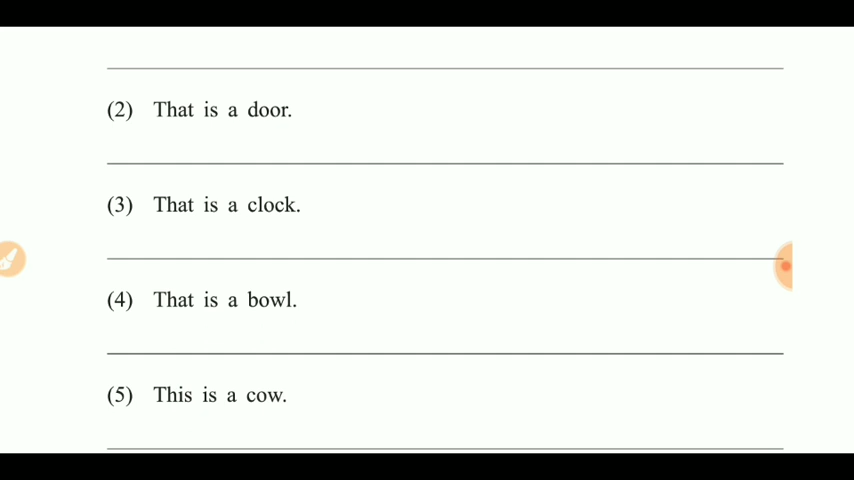 (2) That is a door.
(3) That is a clock.
(4) That is a bowl.
(5) This is a cow.